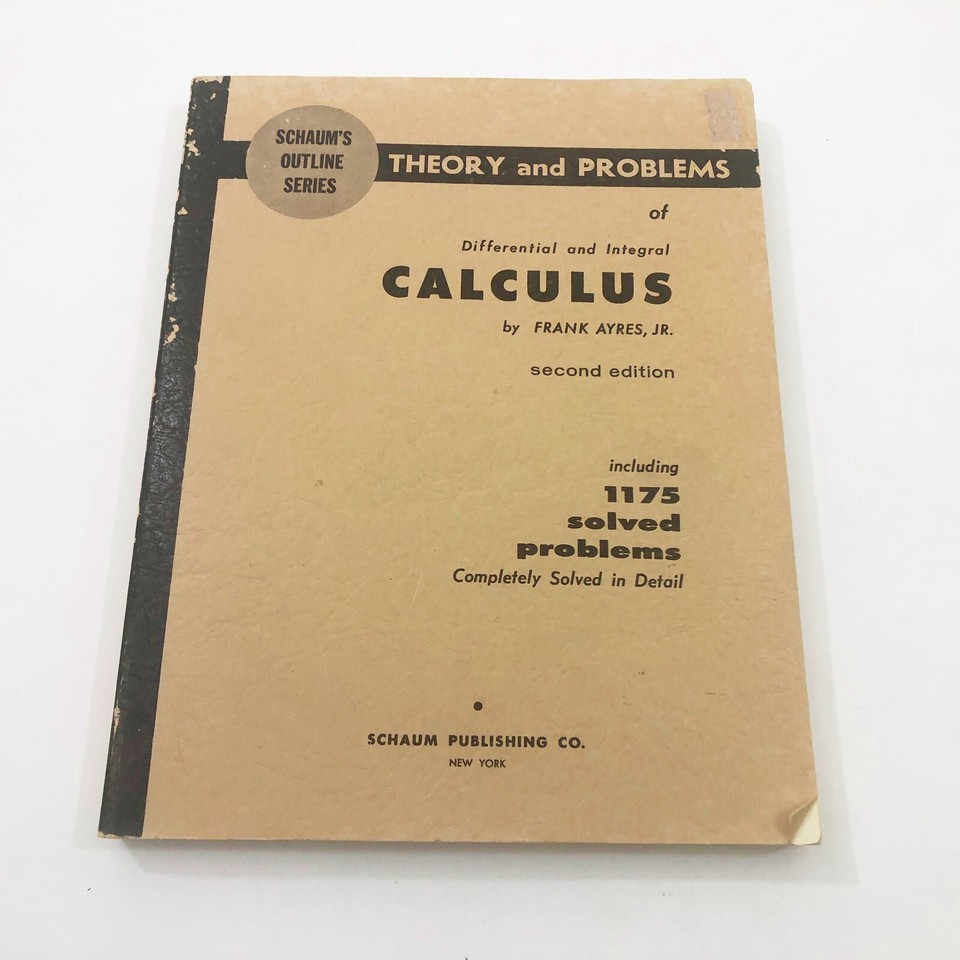 SCHAUM'S
OUTLINE
SERIES
THEORY and PROBLEMS
of
Differential and Integral
CALCULUS
by FRANK AYRES, JR.
second edition
including
1175
solved
problems
Completely Solved in Detail
SCHAUM PUBLISHING CO.
NEW YORK